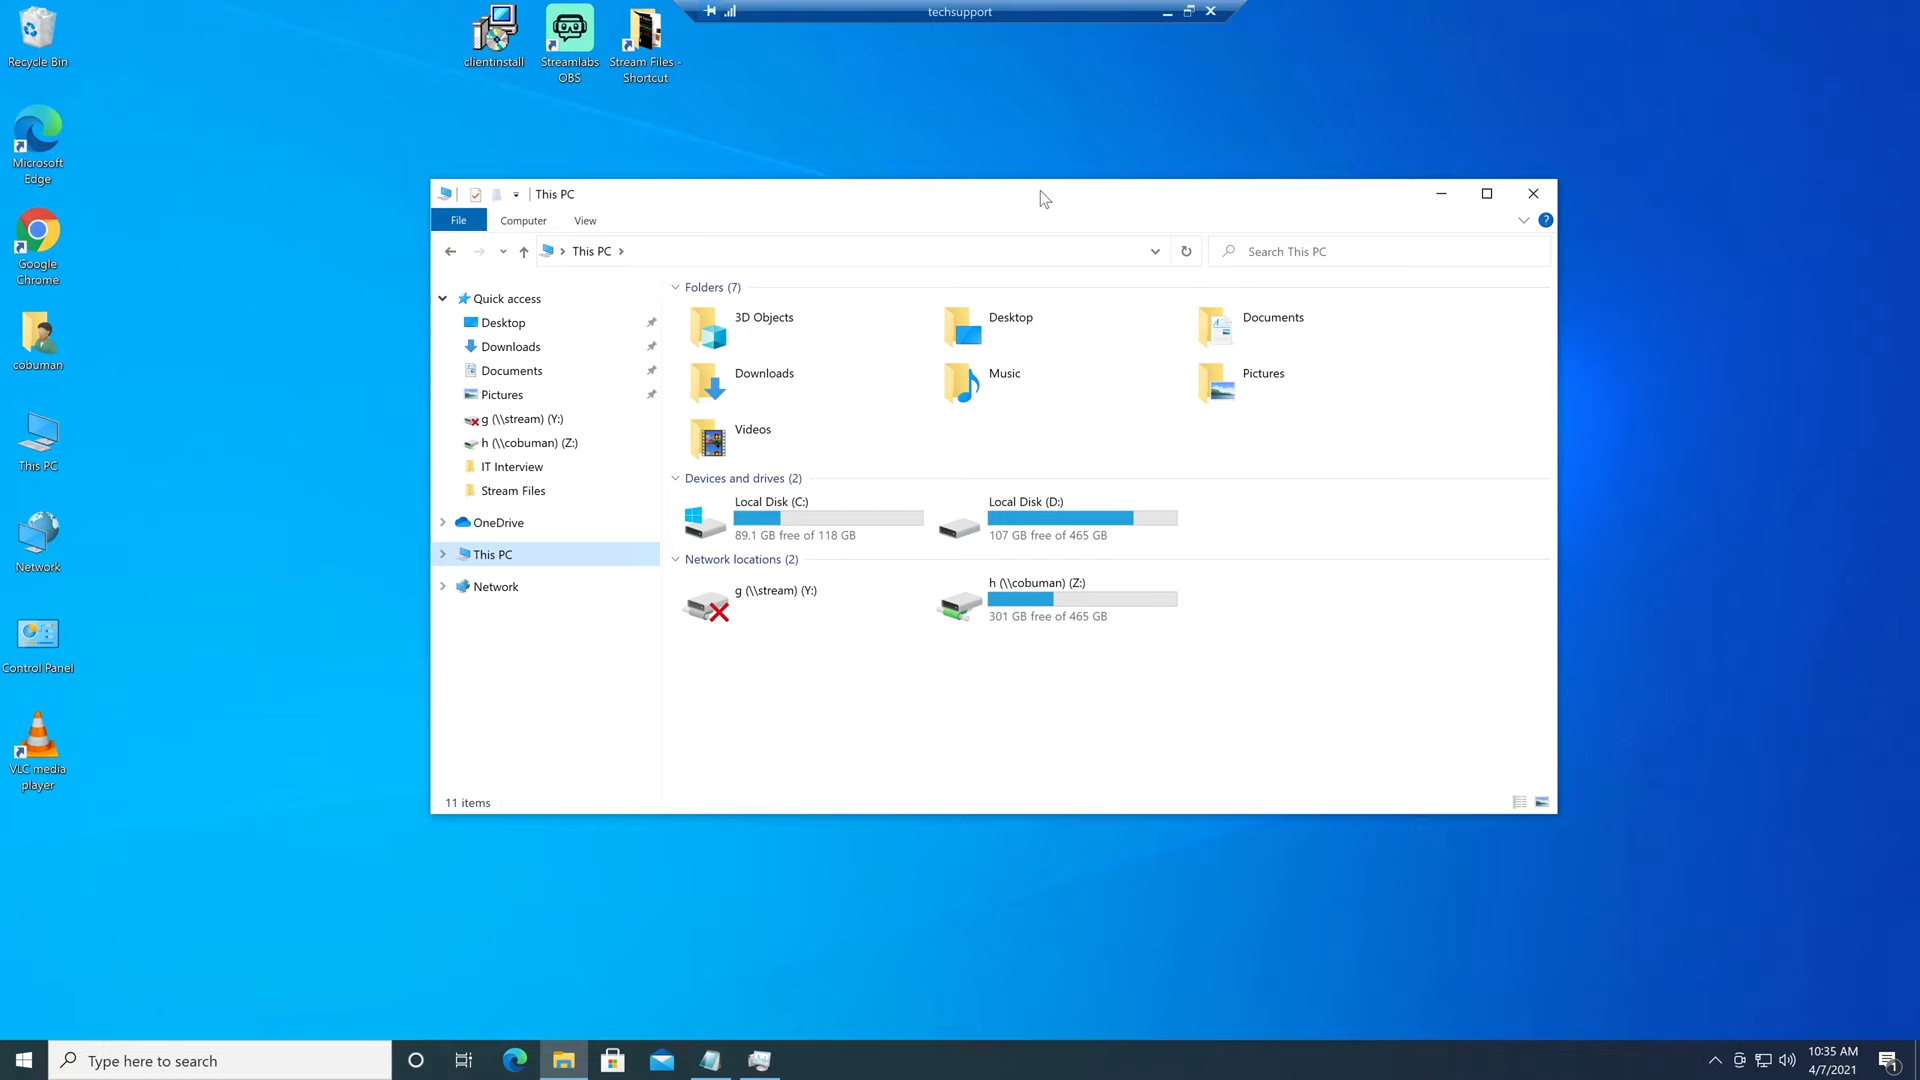 techsupport
Recycle Bin
clientinstall
Streamlabs
OBS
Stream Files -
Shortcut
Microsoft
Edge
Google
Chrome
cobuman
This PC
Network
Control Panel
VLC media
player
This PC
File
Computer
View
?
This PC
Search This PC
Quick access
Desktop
Downloads
Documents
Pictures
g (\\stream) (Y:)
h (\\cobuman) (Z:)
IT Interview
Stream Files
OneDrive
This PC
Network
Folders (7)
3D Objects
Desktop
Documents
Downloads
Music
Pictures
Videos
Devices and drives (2)
Local Disk (C:)
89.1 GB free of 118 GB
Local Disk (D:)
107 GB free of 465 GB
Network locations (2)
g (\\stream) (Y:)
h (\\cobuman) (Z:)
301 GB free of 465 GB
11 items
Type here to search
10:35 AM
4/7/2021
1